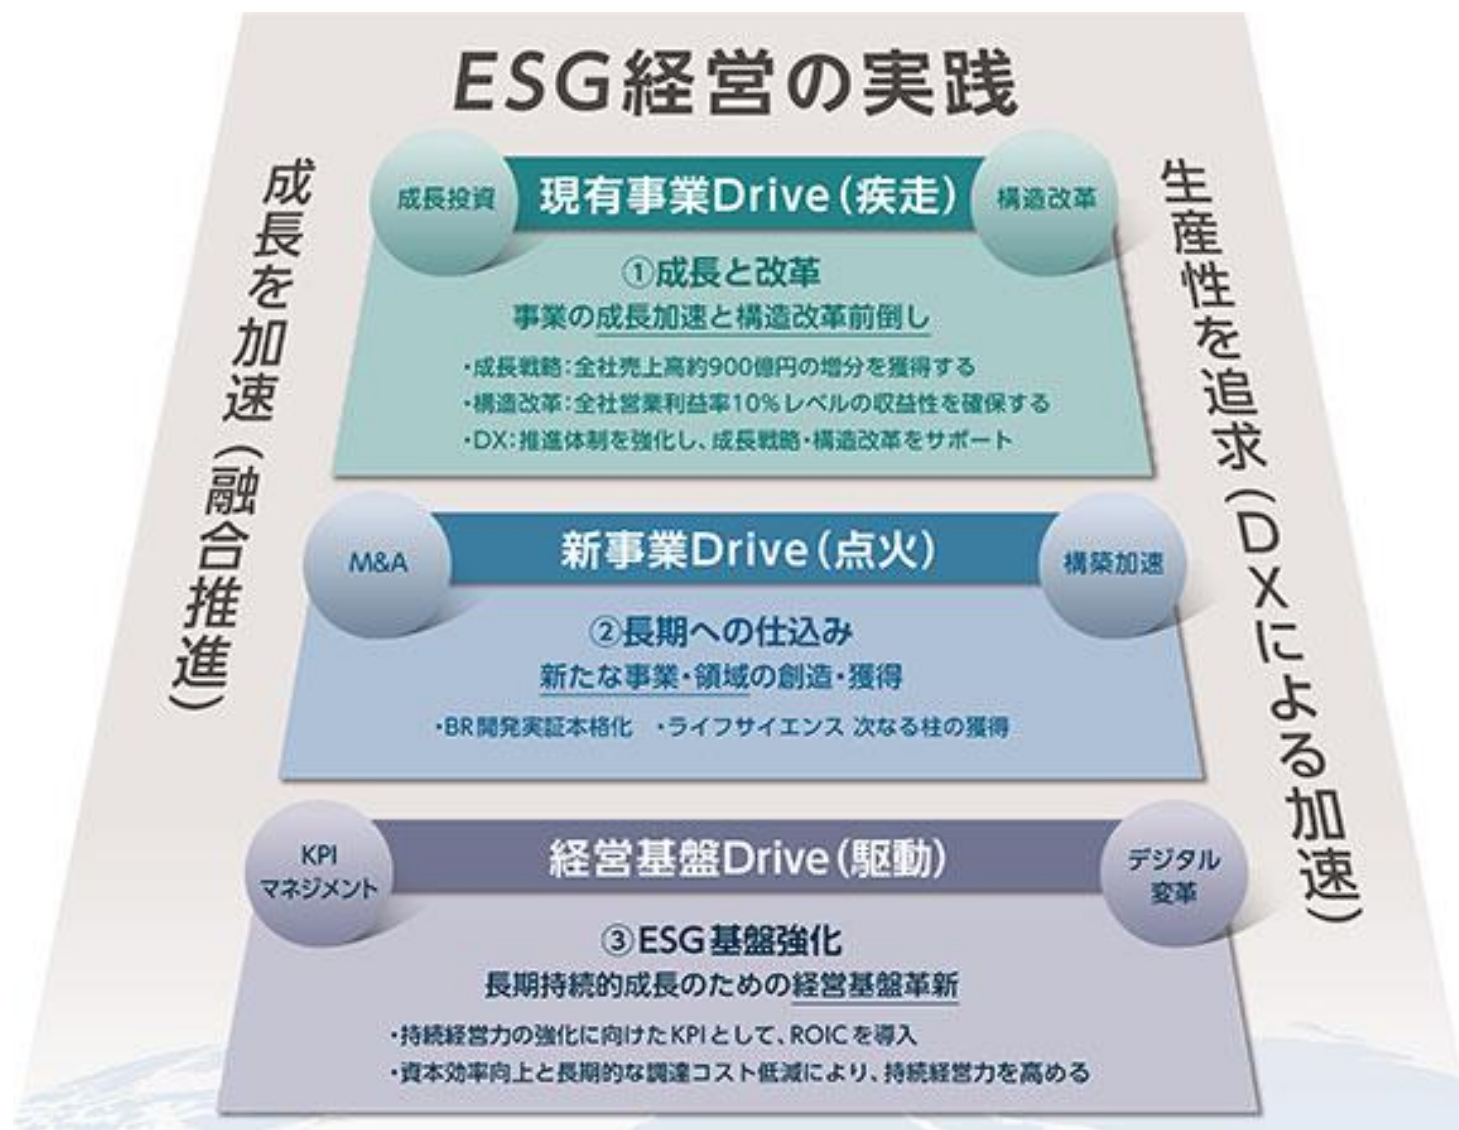 ESG経営の実践
成長を加速（融合推進）
生産性を追求（DXによる加速）
成長投資
現有事業Drive（疾走）
構造改革
①成長と改革
事業の成長加速と構造改革前倒し
・成長戦略：全社売上高約900億円の増分を獲得する
・構造改革：全社営業利益率10％レベルの収益性を確保する
・DX：推進体制を強化し、成長戦略・構造改革をサポート
M&A
新事業Drive（点火）
構築加速
②長期への仕込み
新たな事業・領域の創造・獲得
・BR開発実証本格化　・ライフサイエンス 次なる柱の獲得
KPI
マネジメント
経営基盤Drive（駆動）
デジタル
変革
③ESG基盤強化
長期持続的成長のための経営基盤革新
・持続経営力の強化に向けたKPIとして、ROICを導入
・資本効率向上と長期的な調達コスト低減により、持続経営力を高める